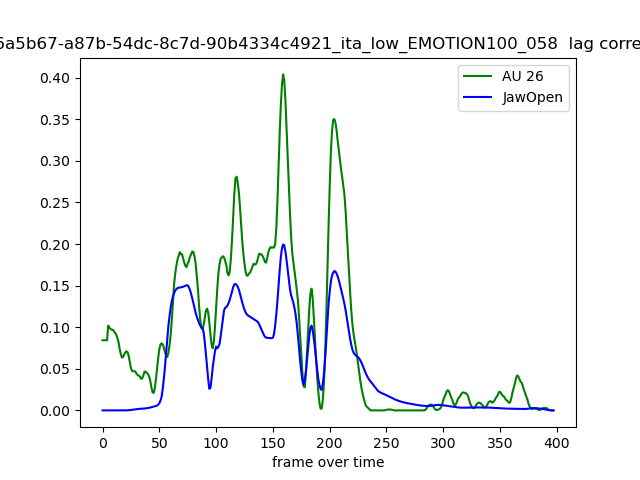 6a5b67-a87b-54dc-8c7d-90b4334c4921_ita_low_EMOTION100_058 lag corre
AU 26
JawOpen
0.40
0.35
0.30
0.25
0.20
0.15
0.10
0.05
0.00
0 50 100 150 200 250 300 350 400
frame over time